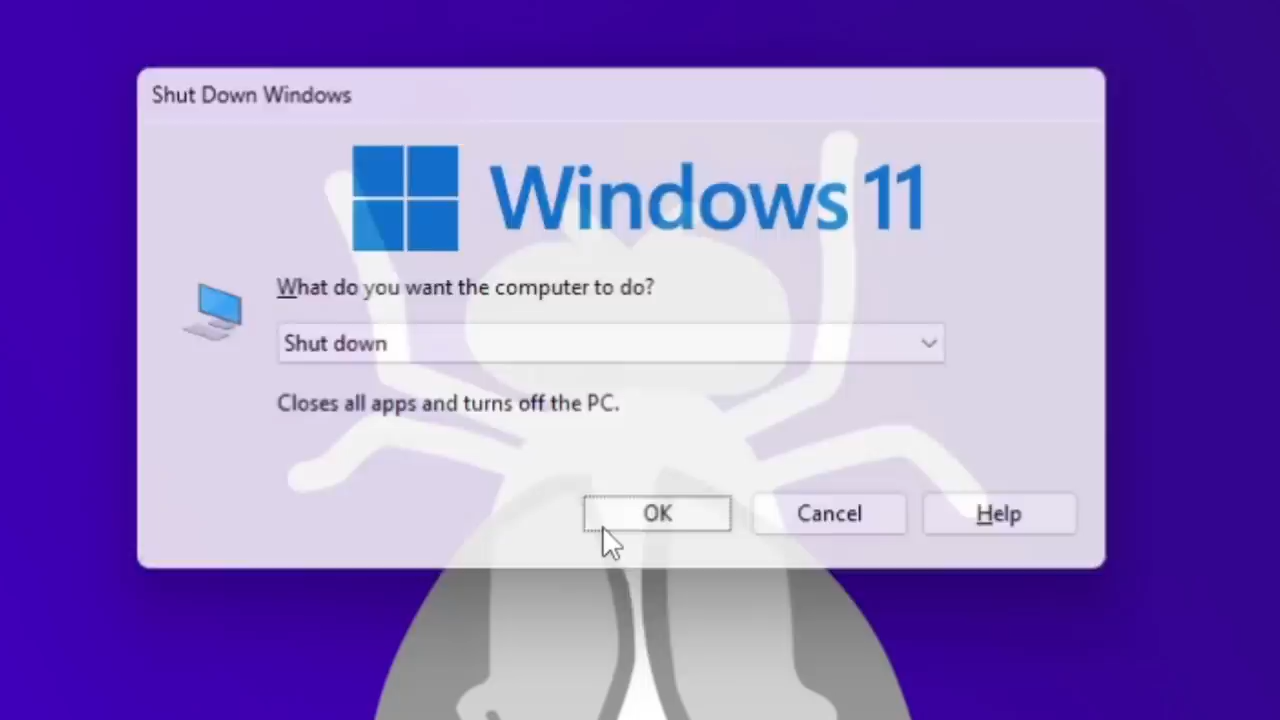 Shut Down Windows
Windows 11
What do you want the computer to do?
Shut down
Closes all apps and turns off the PC.
OK
Cancel
Help